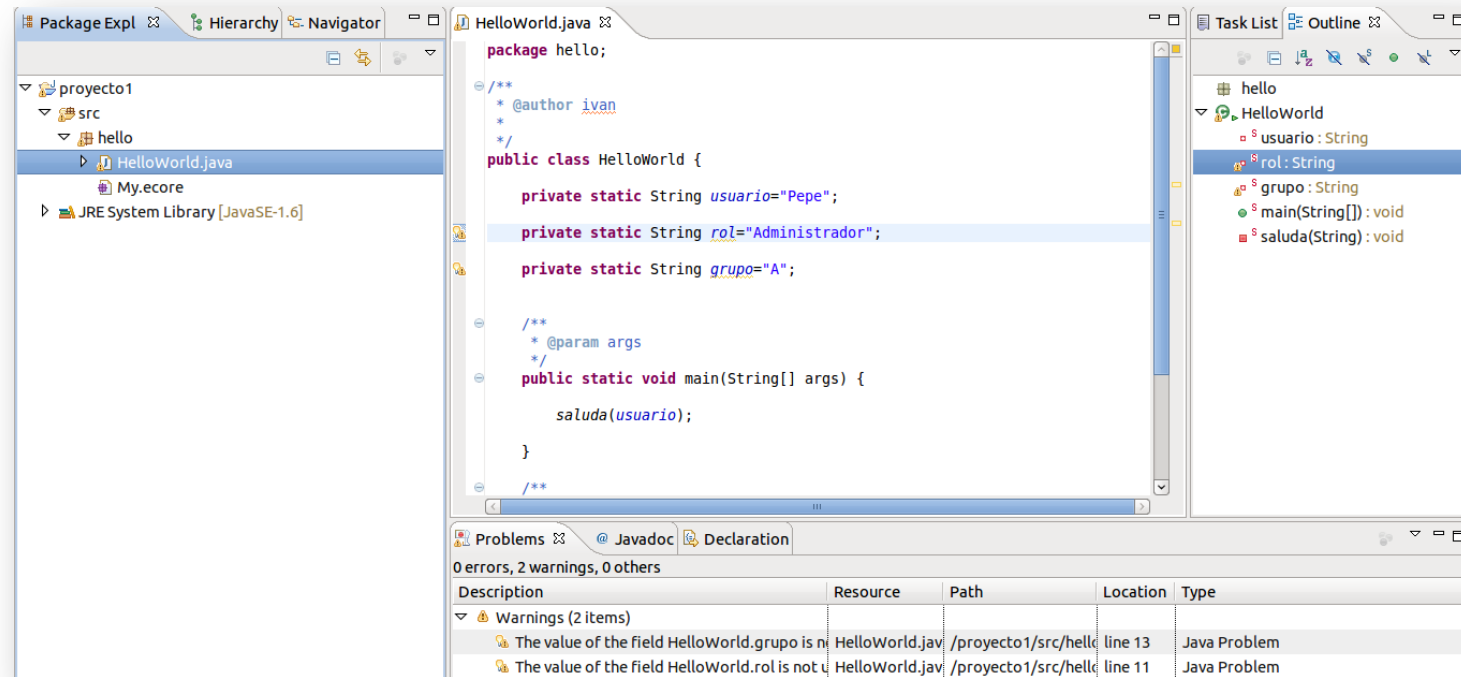 Package Expl
Hierarchy
Navigator
proyecto1
src
hello
HelloWorld.java
My.ecore
JRE System Library [JavaSE-1.6]
HelloWorld.java
package hello;
/**
* @author ivan
*
*/
public class HelloWorld {
private static String usuario="Pepe";
private static String rol="Administrador";
private static String grupo="A";
/**
* @param args
*/
public static void main(String[] args) {
saluda(usuario);
}
/**
Task List
Outline
hello
HelloWorld
usuario : String
rol : String
grupo : String
main(String[]) : void
saluda(String) : void
Problems
@ Javadoc
Declaration
0 errors, 2 warnings, 0 others
Description Resource Path Location Type
Warnings (2 items)
The value of the field HelloWorld.grupo is HelloWorld.jav /proyecto1/src/hello line 13 Java Problem
The value of the field HelloWorld.rol is not HelloWorld.jav /proyecto1/src/hello line 11 Java Problem